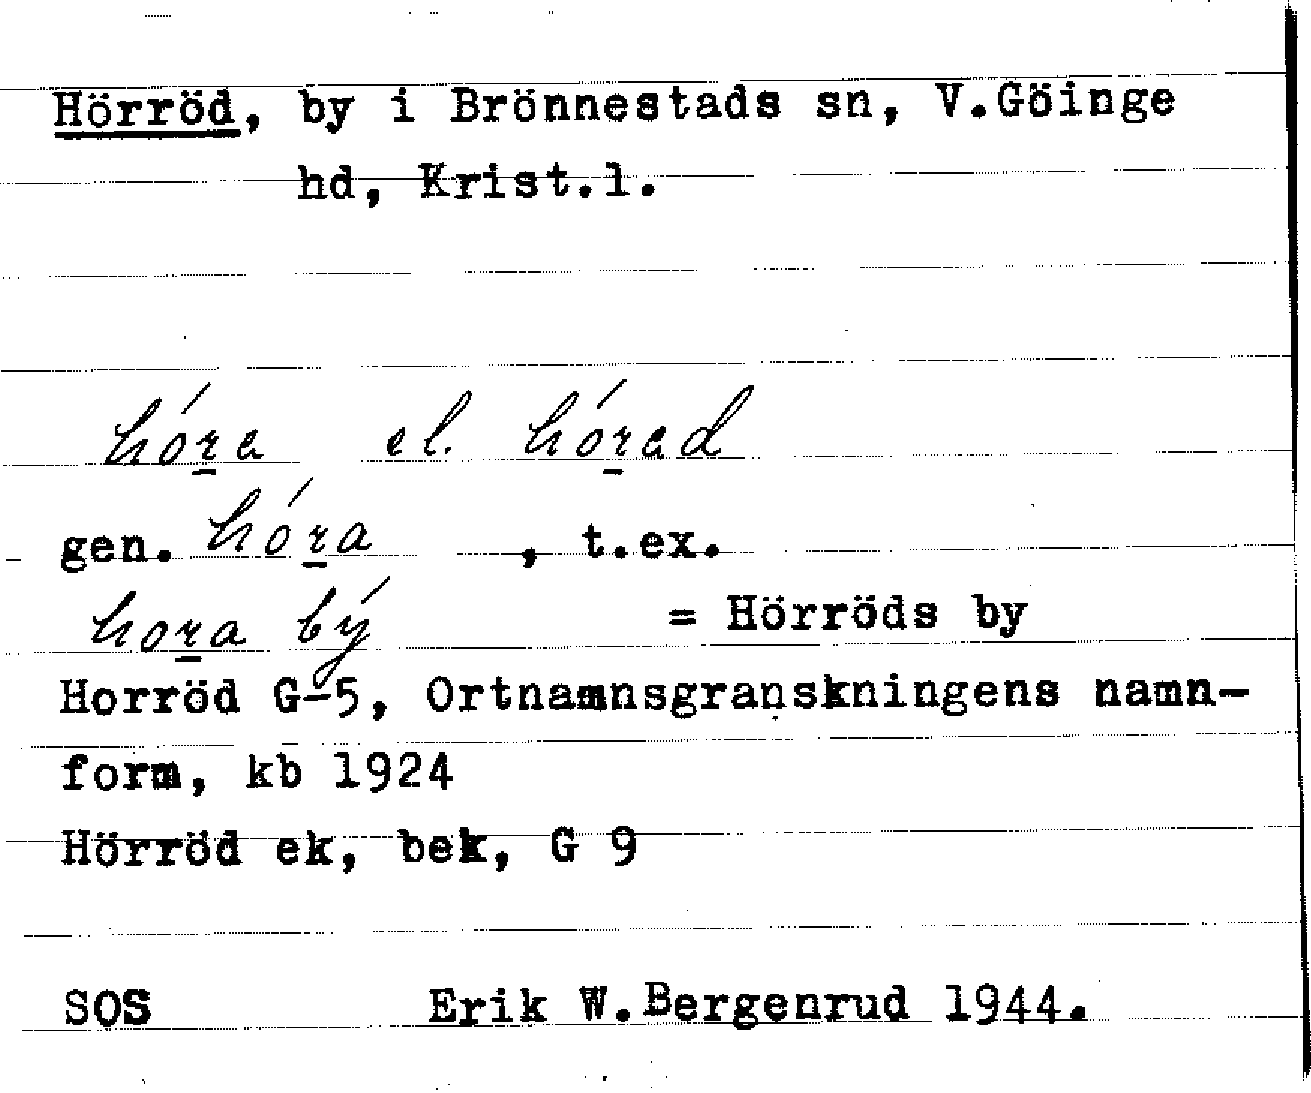 Hörröd, by i Brönnestads sn, V.Göinge
hd, Krist.l.
hóra el. hórad
gen. hóra , t.ex.
hora bý = Hörröds by
Horröd G-5, Ortnamnsgranskningens namn-
form, kb 1924
Hörröd ek, bek, G 9
SOS Erik W.Bergenrud 1944.